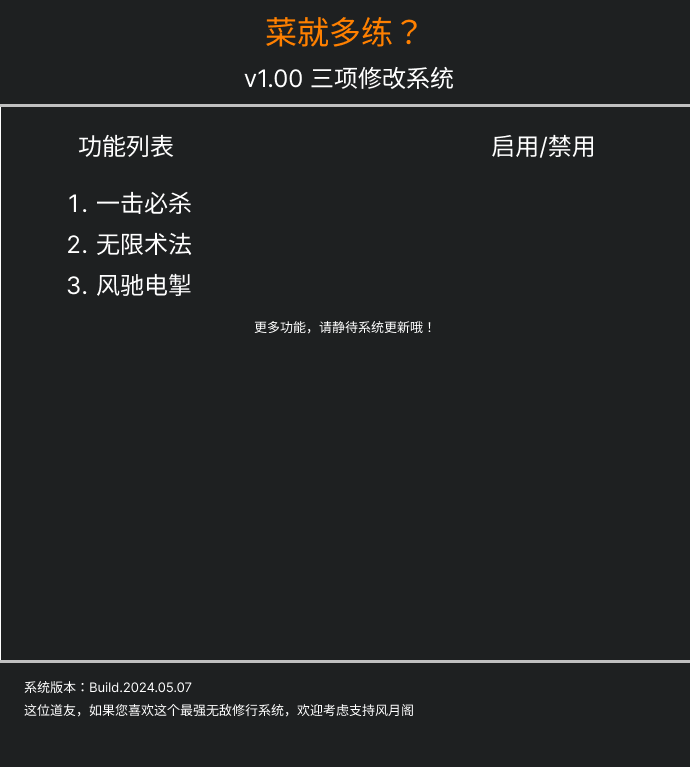 菜就多练？
v1.00 三项修改系统
功能列表 启用/禁用
1. 一击必杀
2. 无限术法
3. 风驰电掣
更多功能，请静待系统更新哦！
系统版本：Build.2024.05.07
这位道友，如果您喜欢这个最强无敌修行系统，欢迎考虑支持风月阁